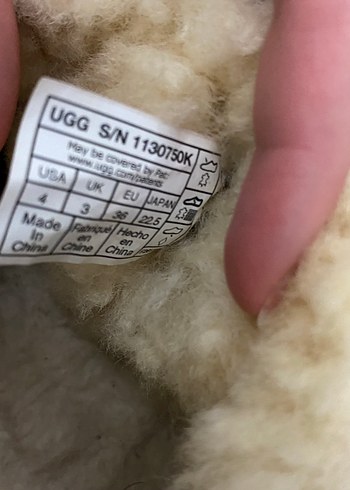 UGG S/N 1130750K
May be covered by Pat:
www.ugg.com/patents
USA UK EU JAPAN
4 3 36 22.5
Made in China Fabriqué en Chine Hecho en China